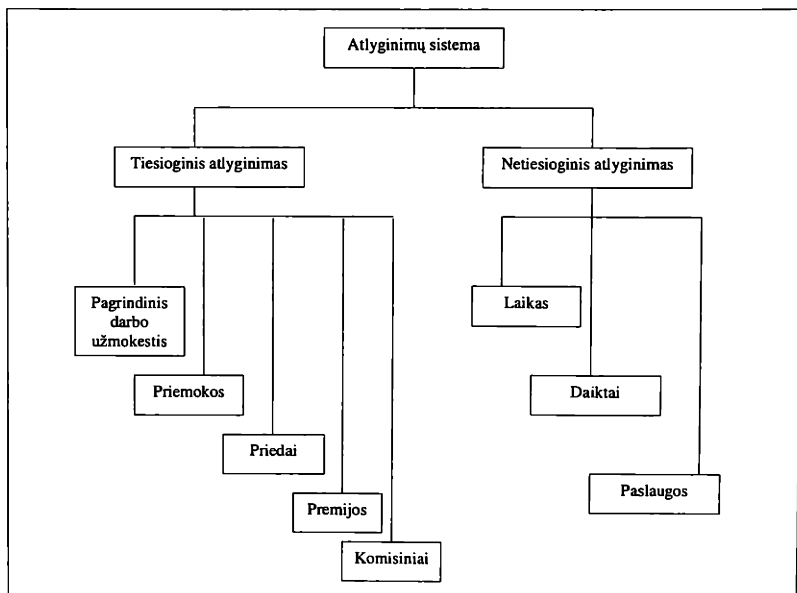 Atlyginimų sistema
Tiesioginis atlyginimas
Netiesioginis atlyginimas
Pagrindinis
darbo
užmokestis
Priemokos
Priedai
Premijos
Komisiniai
Laikas
Daiktai
Paslaugos